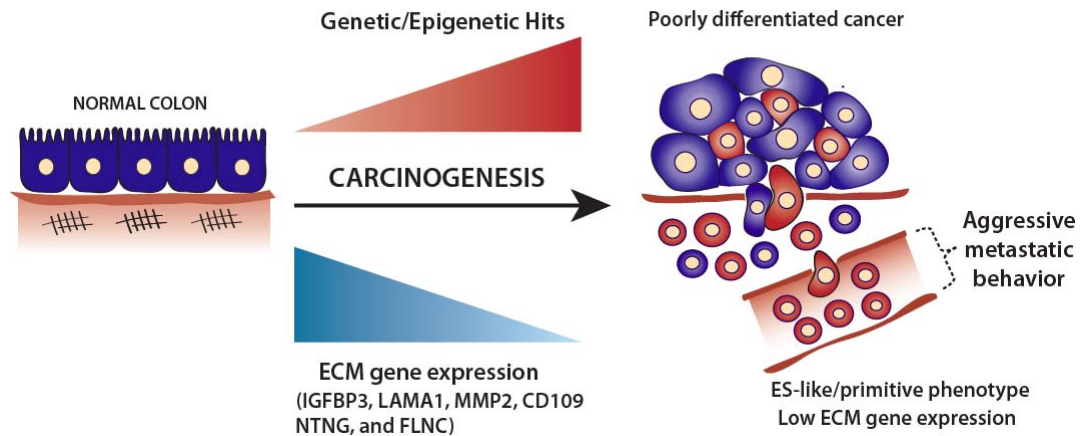 Genetic/Epigenetic Hits
Poorly differentiated cancer
NORMAL COLON
CARCINOGENESIS
Aggressive
metastatic
behavior
ECM gene expression
(IGFBP3, LAMA1, MMP2, CD109
NTNG, and FLNC)
ES-like/primitive phenotype
Low ECM gene expression